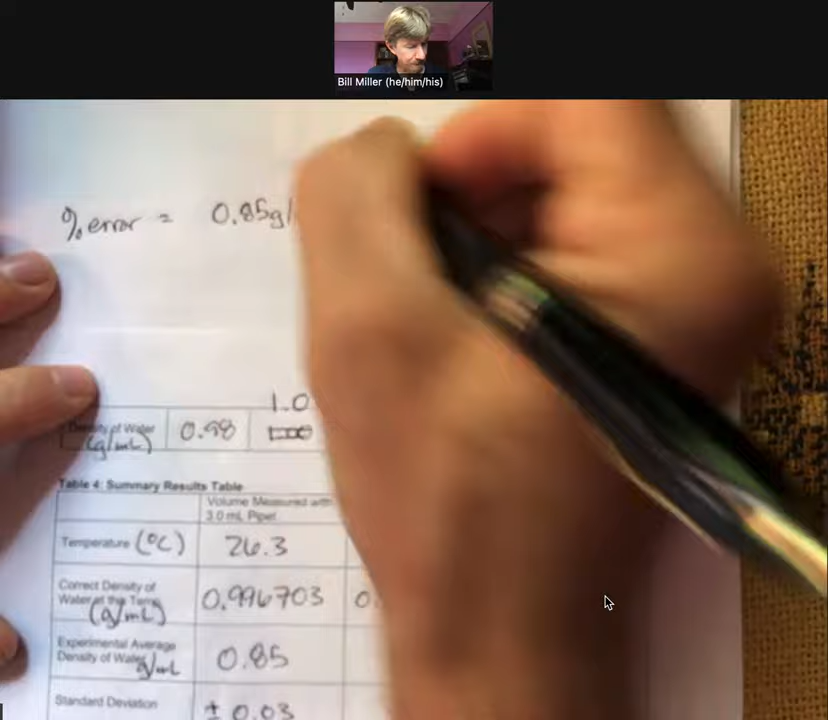 Bill Miller (he/him/his)
% error = 0.85g/
1.0
Density of Water (g/mL) 0.98
Table 4: Summary Results Table
Volume Measured with 3.0 mL Pipet
Temperature (°C) 26.3
Correct Density of Water at this Temp (g/mL) 0.996703 0.
Experimental Average Density of Water g/mL 0.85
Standard Deviation ± 0.03